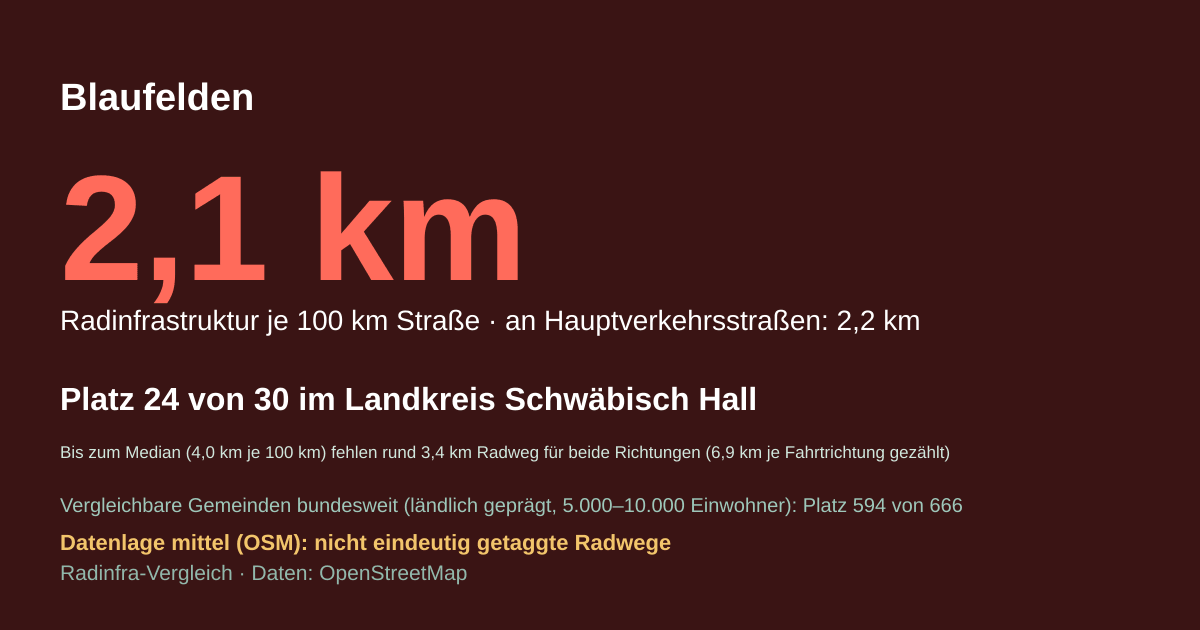 Blaufelden
2,1 km
Radinfrastruktur je 100 km Straße · an Hauptverkehrsstraßen: 2,2 km
Platz 24 von 30 im Landkreis Schwäbisch Hall
Bis zum Median (4,0 km je 100 km) fehlen rund 3,4 km Radweg für beide Richtungen (6,9 km je Fahrtrichtung gezählt)
Vergleichbare Gemeinden bundesweit (ländlich geprägt, 5.000–10.000 Einwohner): Platz 594 von 666
Datenlage mittel (OSM): nicht eindeutig getaggte Radwege
Radinfra-Vergleich · Daten: OpenStreetMap